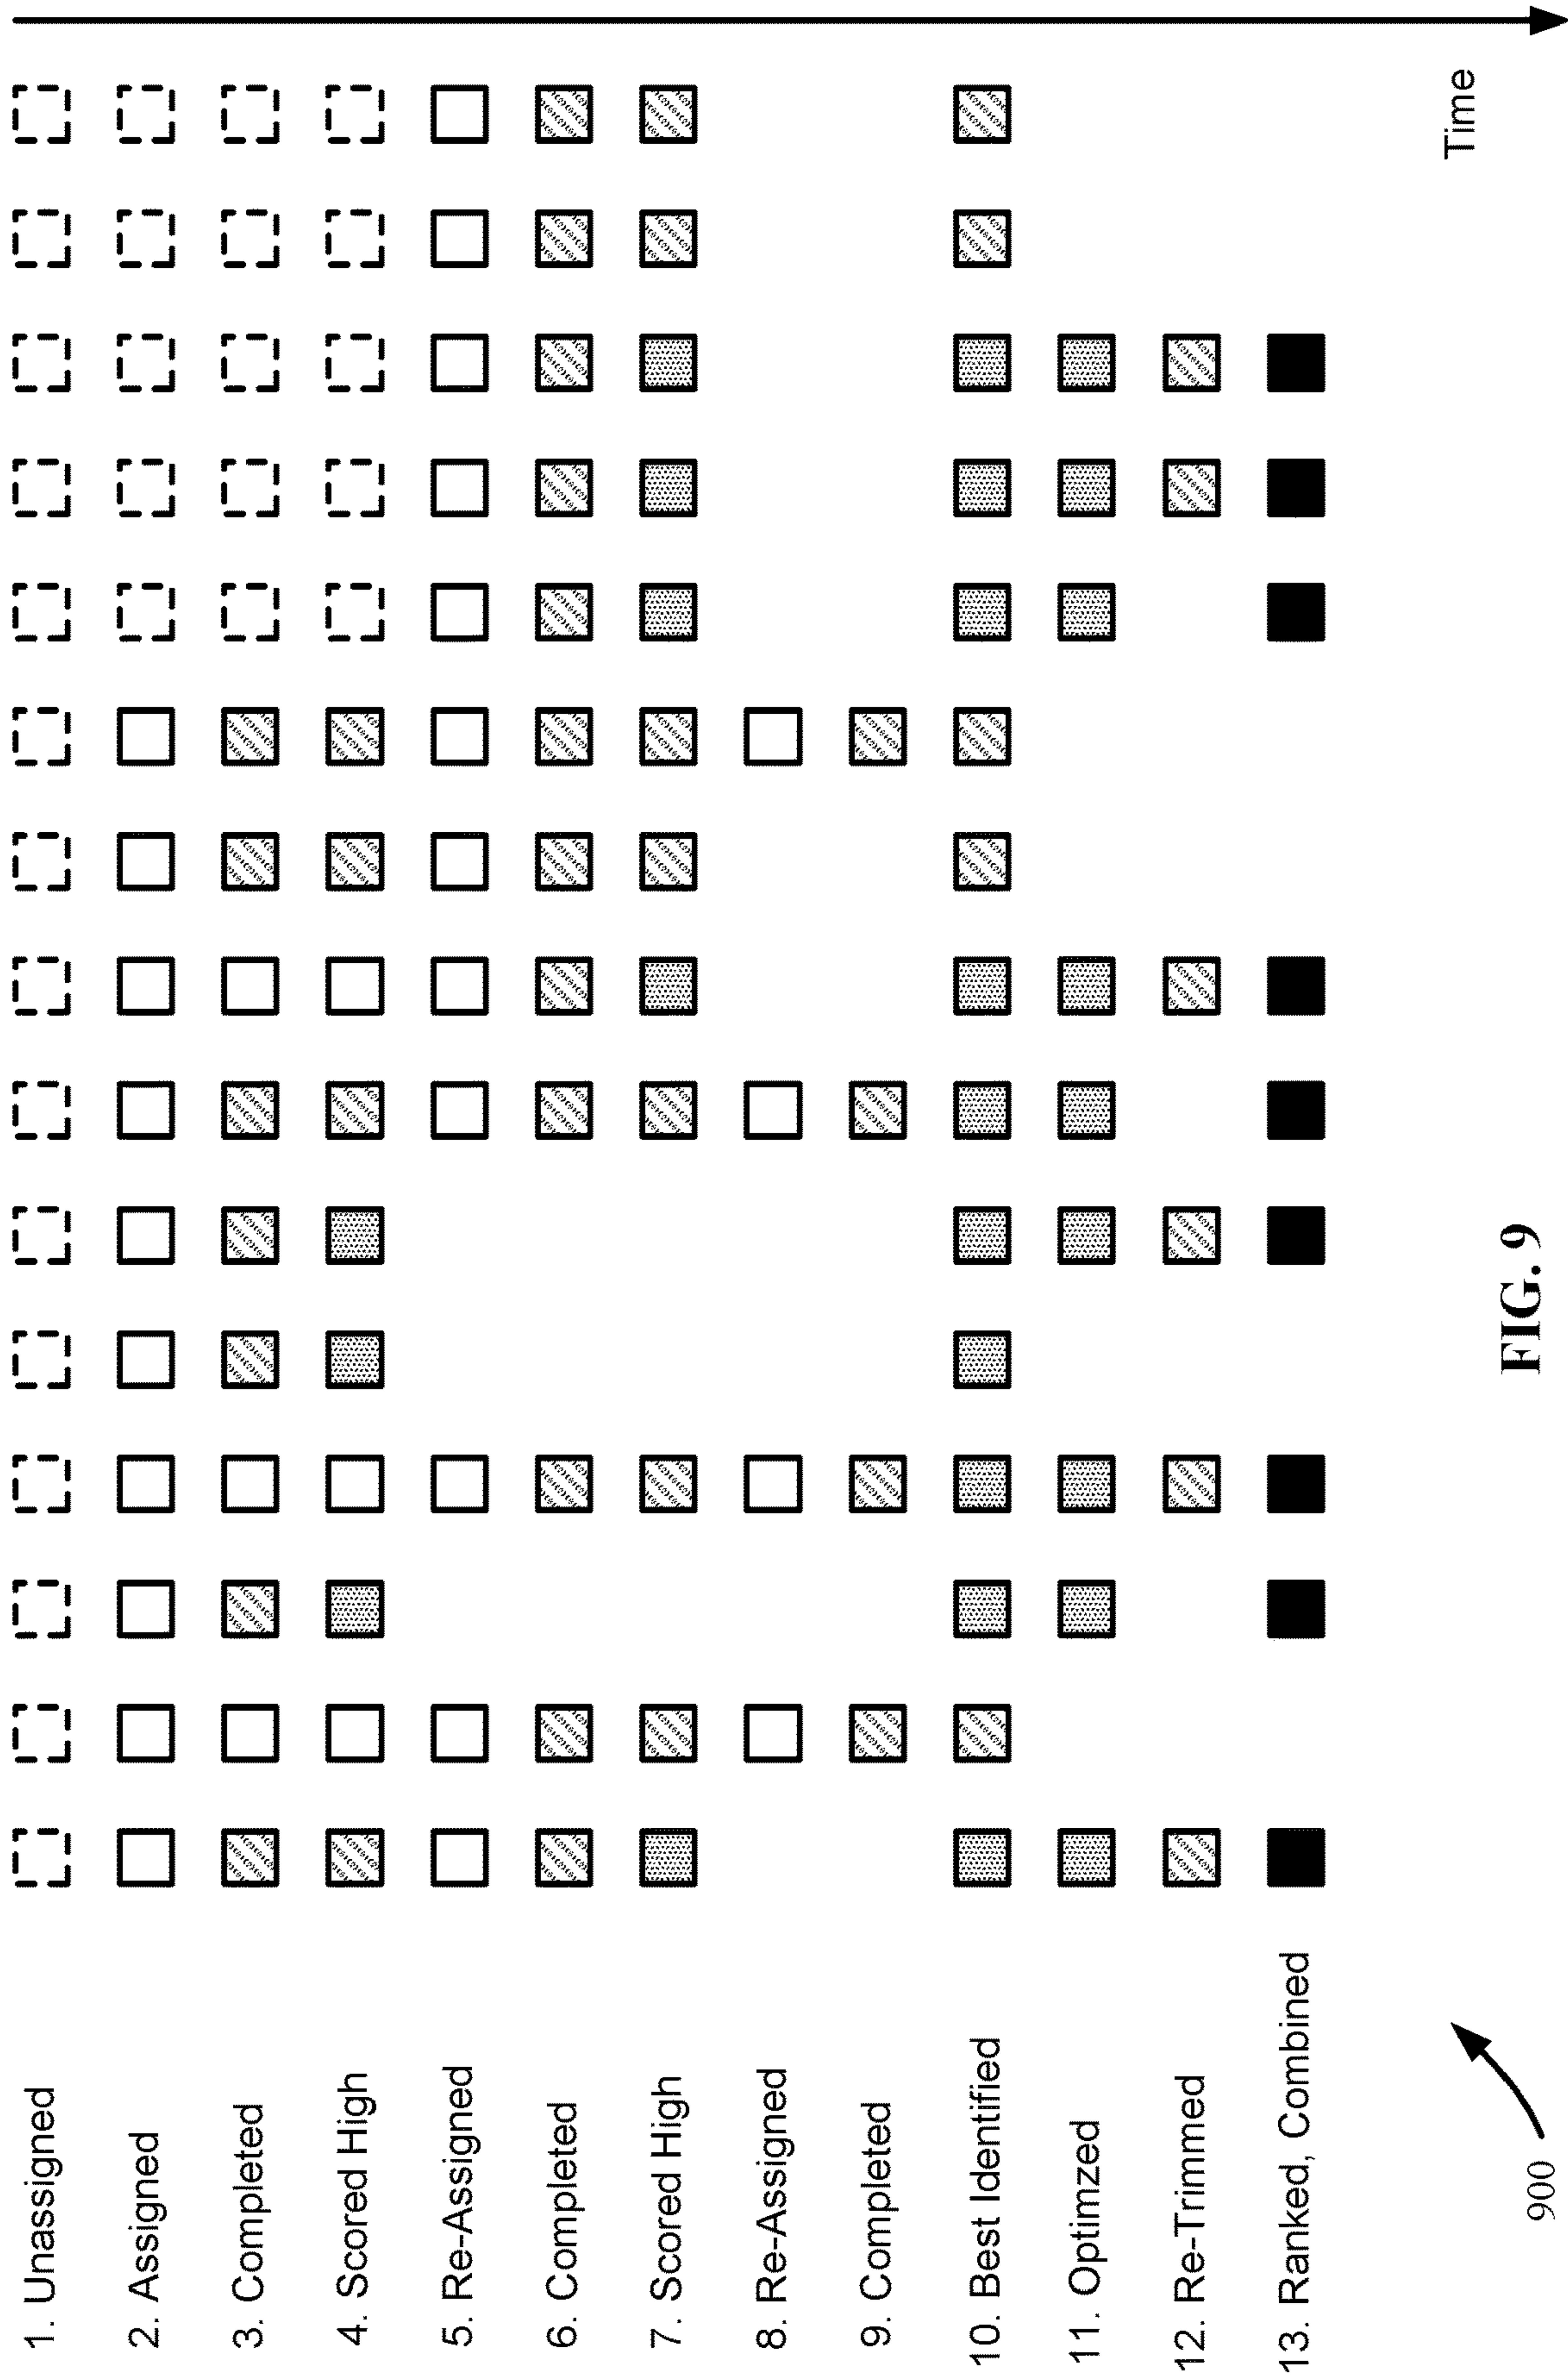 1. Unassigned
2. Assigned
3. Completed
4. Scored High
5. Re-Assigned
6. Completed
7. Scored High
8. Re-Assigned
9. Completed
10. Best Identified
11. Optimzed
12. Re-Trimmed
13. Ranked, Combined
Time
900
FIG. 9